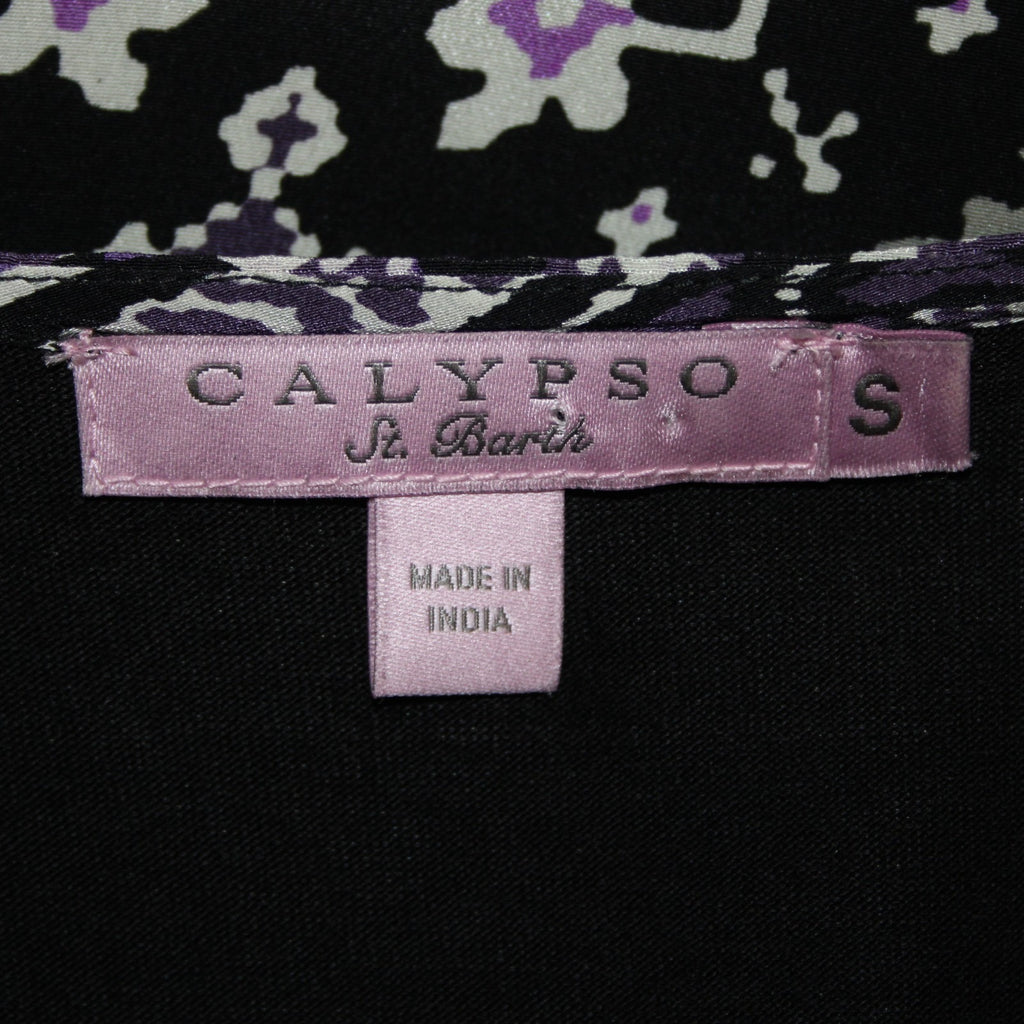 CALYPSO S
St. Barth
MADE IN
INDIA